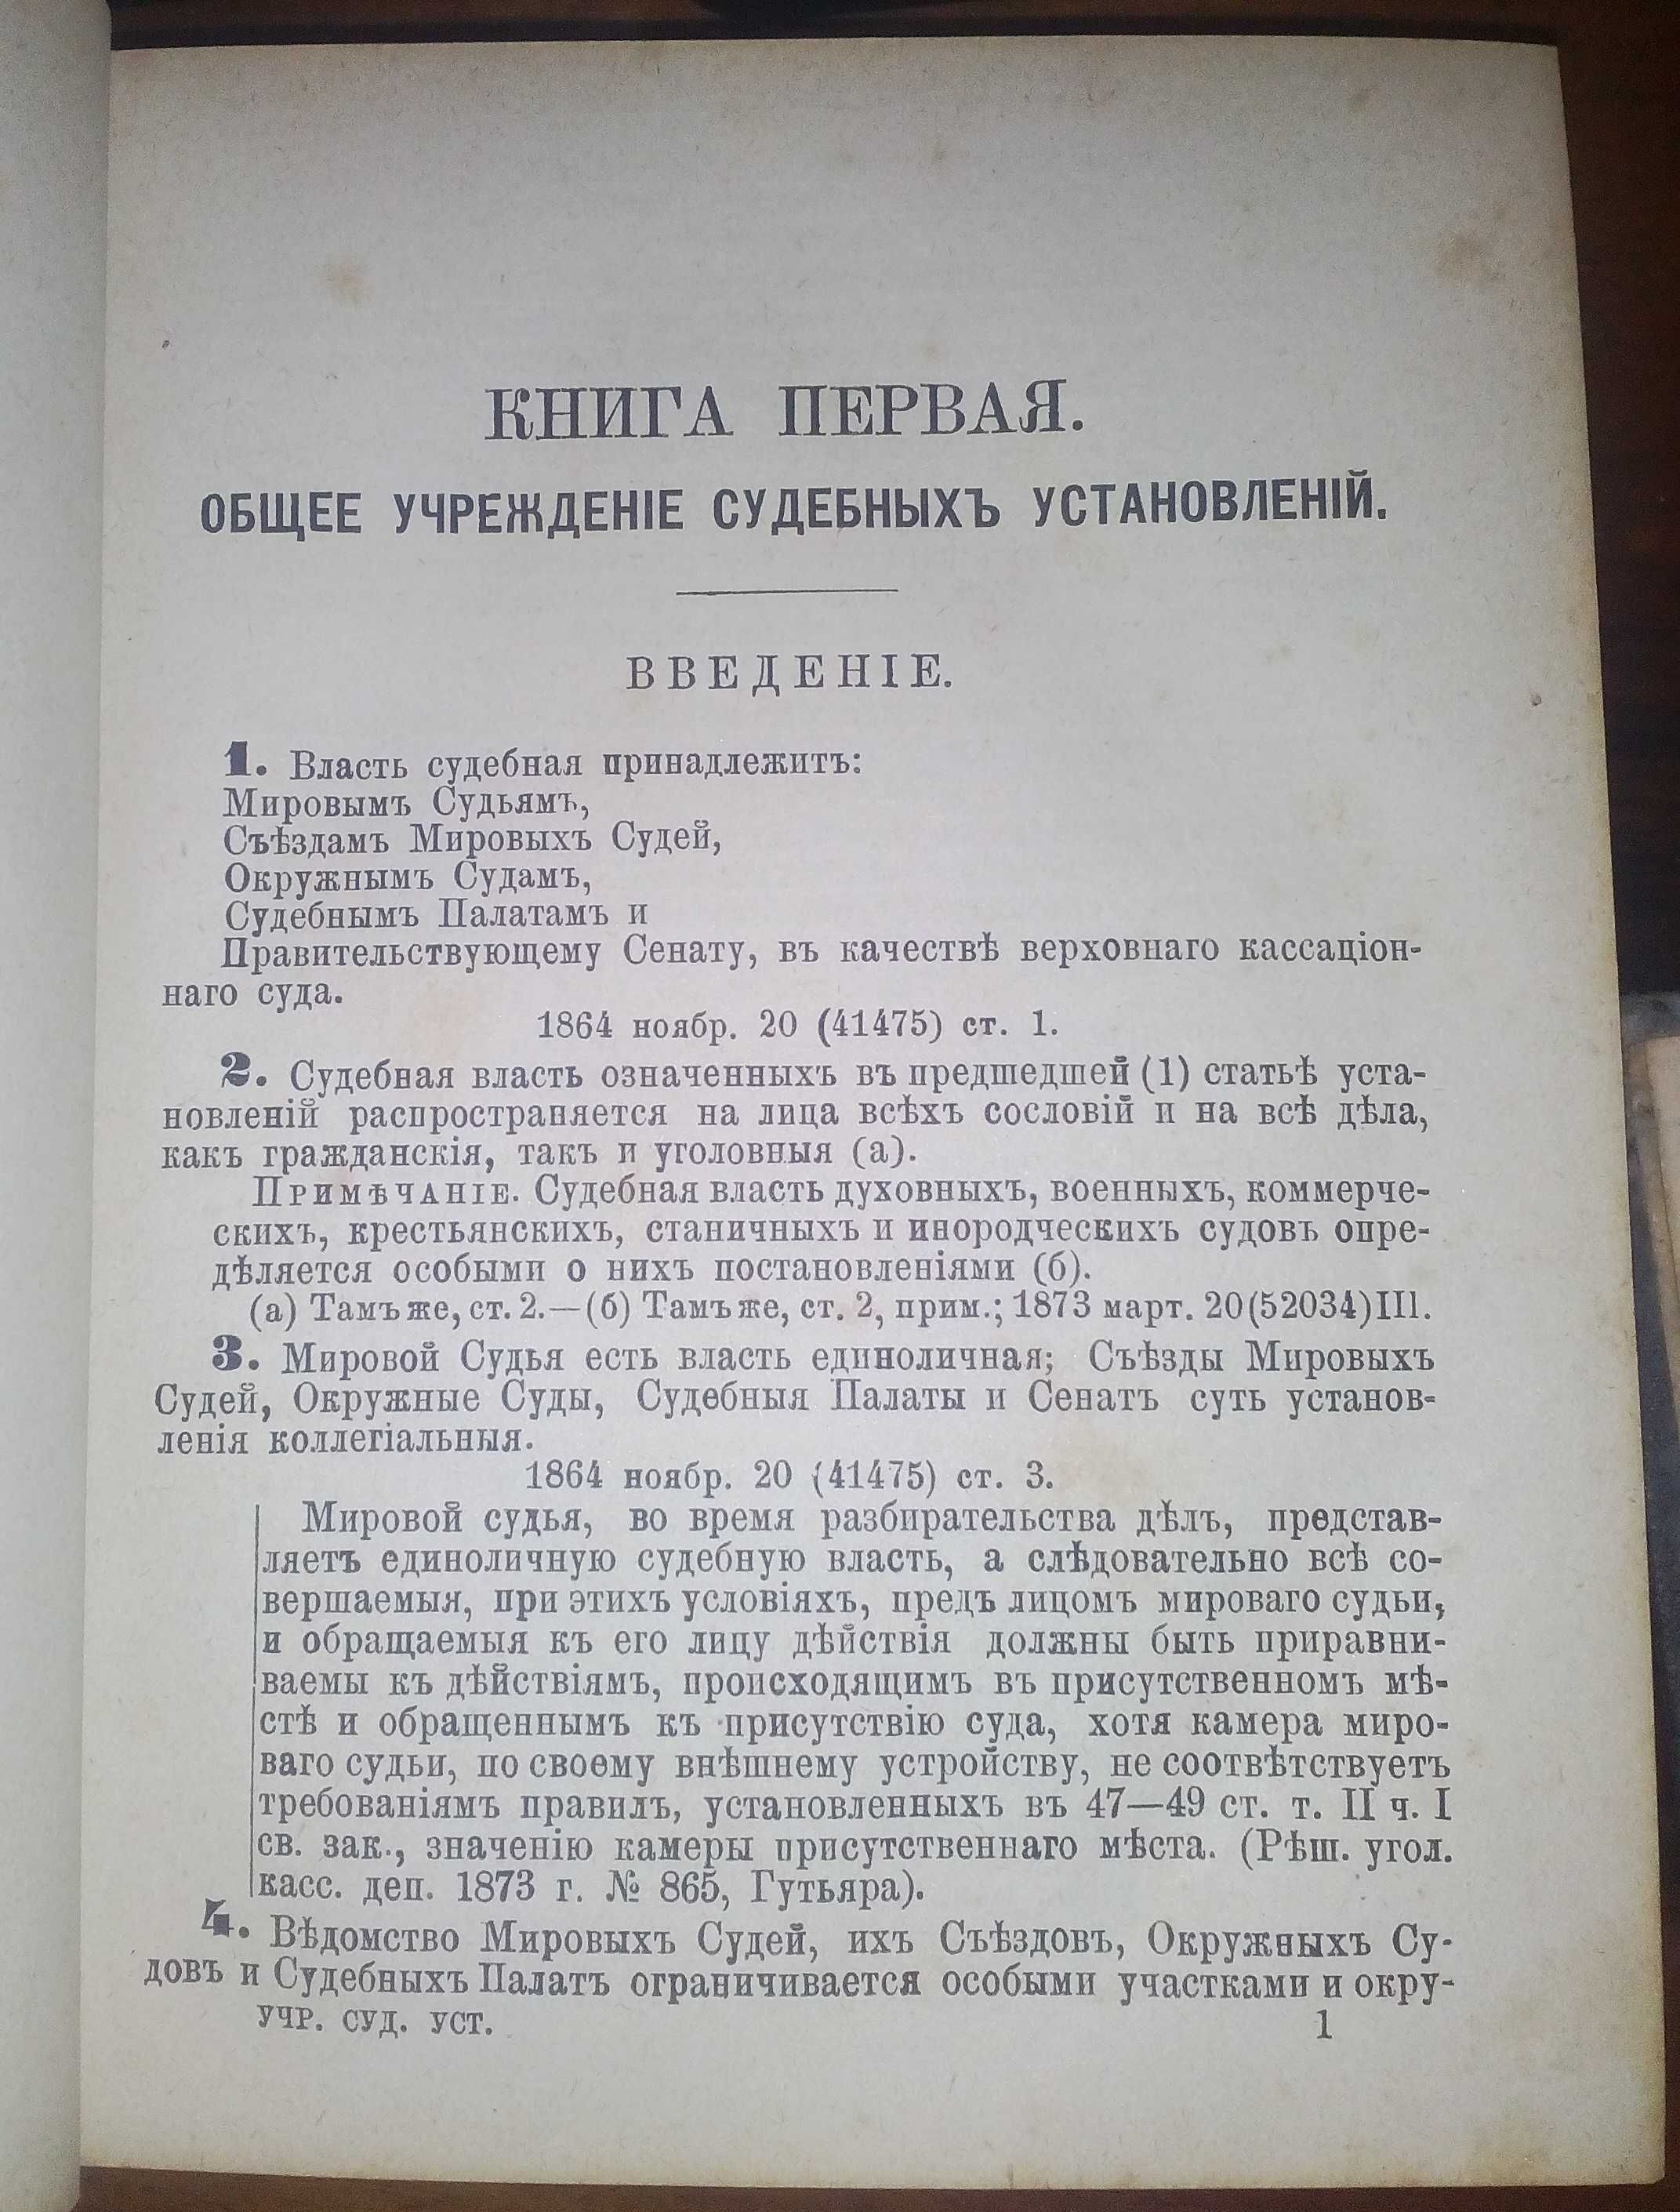 КНИГА ПЕРВАЯ.
ОБЩЕЕ УЧРЕЖДЕНІЕ СУДЕБНЫХЪ УСТАНОВЛЕНІЙ.
ВВЕДЕНІЕ.
1. Власть судебная принадлежитъ:
Мировымъ Судьямъ,
Съѣздамъ Мировыхъ Судей,
Окружнымъ Судамъ,
Судебнымъ Палатамъ и
Правительствующему Сенату, въ качествѣ верховнаго кассаціон-
наго суда.
1864 ноябр. 20 (41475) ст. 1.
2. Судебная власть означенныхъ въ предшедшей (1) статьѣ уста-
новленій распространяется на лица всѣхъ сословій и на всѣ дѣла,
какъ гражданскія, такъ и уголовныя (а).
Примѣчаніе. Судебная власть духовныхъ, военныхъ, коммерче-
скихъ, крестьянскихъ, станичныхъ и инородческихъ судовъ опре-
дѣляется особыми о нихъ постановленіями (б).
(а) Тамъ же, ст. 2.—(б) Тамъ же, ст. 2, прим.; 1873 март. 20 (52034) III.
3. Мировой Судья есть власть единоличная; Съѣзды Мировыхъ
Судей, Окружные Суды, Судебныя Палаты и Сенатъ суть установ-
ленія коллегіальныя.
1864 ноябр. 20 (41475) ст. 3.
Мировой судья, во время разбирательства дѣлъ, представ-
ляетъ единоличную судебную власть, а слѣдовательно всѣ со-
вершаемыя, при этихъ условіяхъ, предъ лицомъ мироваго судьи,
и обращаемыя къ его лицу дѣйствія должны быть приравни-
ваемы къ дѣйствіямъ, происходящимъ въ присутственномъ мѣ-
стѣ и обращеннымъ къ присутствію суда, хотя камера миро-
ваго судьи, по своему внѣшнему устройству, не соотвѣтствуетъ
требованіямъ правилъ, установленныхъ въ 47—49 ст. т. II ч. I
св. зак., значенію камеры присутственнаго мѣста. (Рѣш. угол.
касс. деп. 1873 г. № 865, Гутьяра).
4. Вѣдомство Мировыхъ Судей, ихъ Съѣздовъ, Окружныхъ Су-
довъ и Судебныхъ Палатъ ограничивается особыми участками и окру-
УЧР. СУД. УСТ. 1